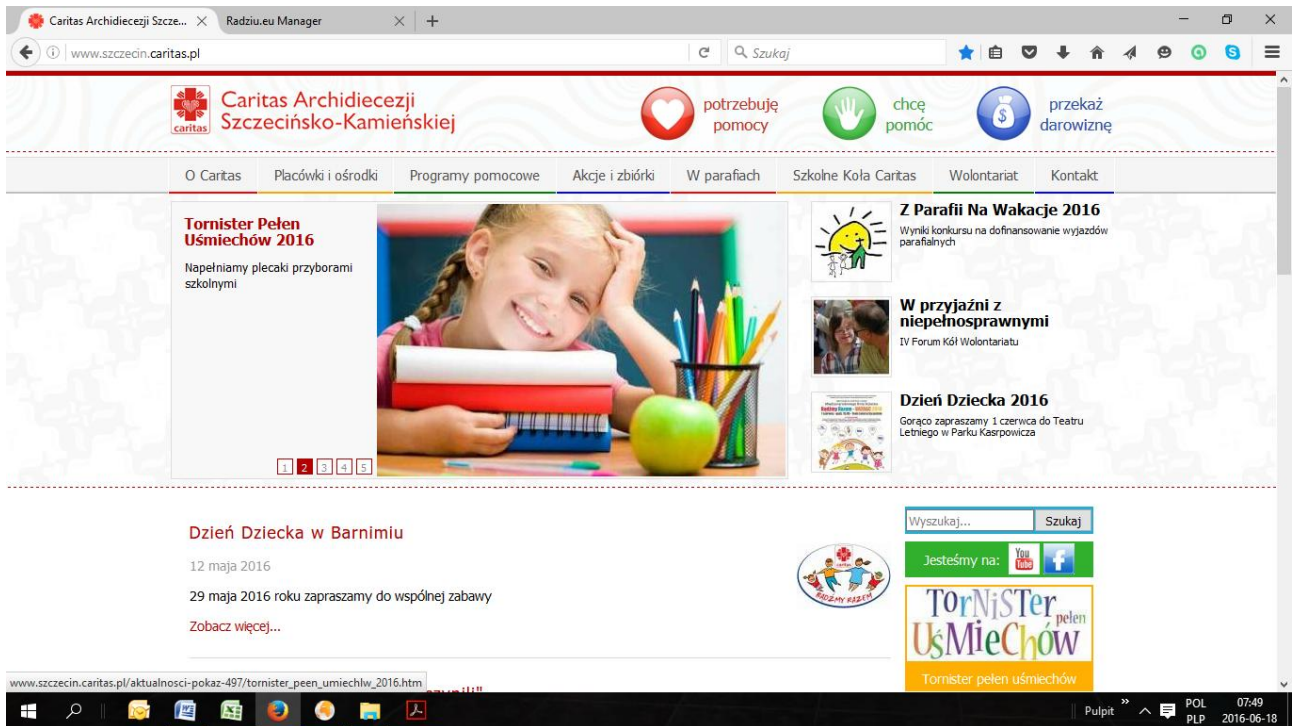 Caritas Archidiecezji Szcze...
Radziu.eu Manager
www.szczecin.caritas.pl
Szukaj
caritas
Caritas Archidiecezji
Szczecińsko-Kamieńskiej
potrzebuję
pomocy
chcę
pomóc
przekaż
darowiznę
O Caritas
Placówki i ośrodki
Programy pomocowe
Akcje i zbiórki
W parafiach
Szkolne Koła Caritas
Wolontariat
Kontakt
Tornister Pełen
Uśmiechów 2016
Napełniamy plecaki przyborami
szkolnymi
1 2 3 4 5
Z Parafii Na Wakacje 2016
Wyniki konkursu na dofinansowanie wyjazdów
parafialnych
W przyjaźni z
niepełnosprawnymi
IV Forum Kół Wolontariatu
Dzień Dziecka 2016
Gorąco zapraszamy 1 czerwca do Teatru
Letniego w Parku Kasrpowicza
Dzień Dziecka w Barnimiu
12 maja 2016
29 maja 2016 roku zapraszamy do wspólnej zabawy
Zobacz więcej...
BĄDŹMY RAZEM
Wyszukaj...
Szukaj
Jesteśmy na:
You
Tube
TorNiSTer
pełen
UśMieChów
Tornister pełen uśmiechów
www.szczecin.caritas.pl/aktualnosci-pokaz-497/tornister_peen_umiechlw_2016.htm
Pulpit
POL
PLP
07:49
2016-06-18